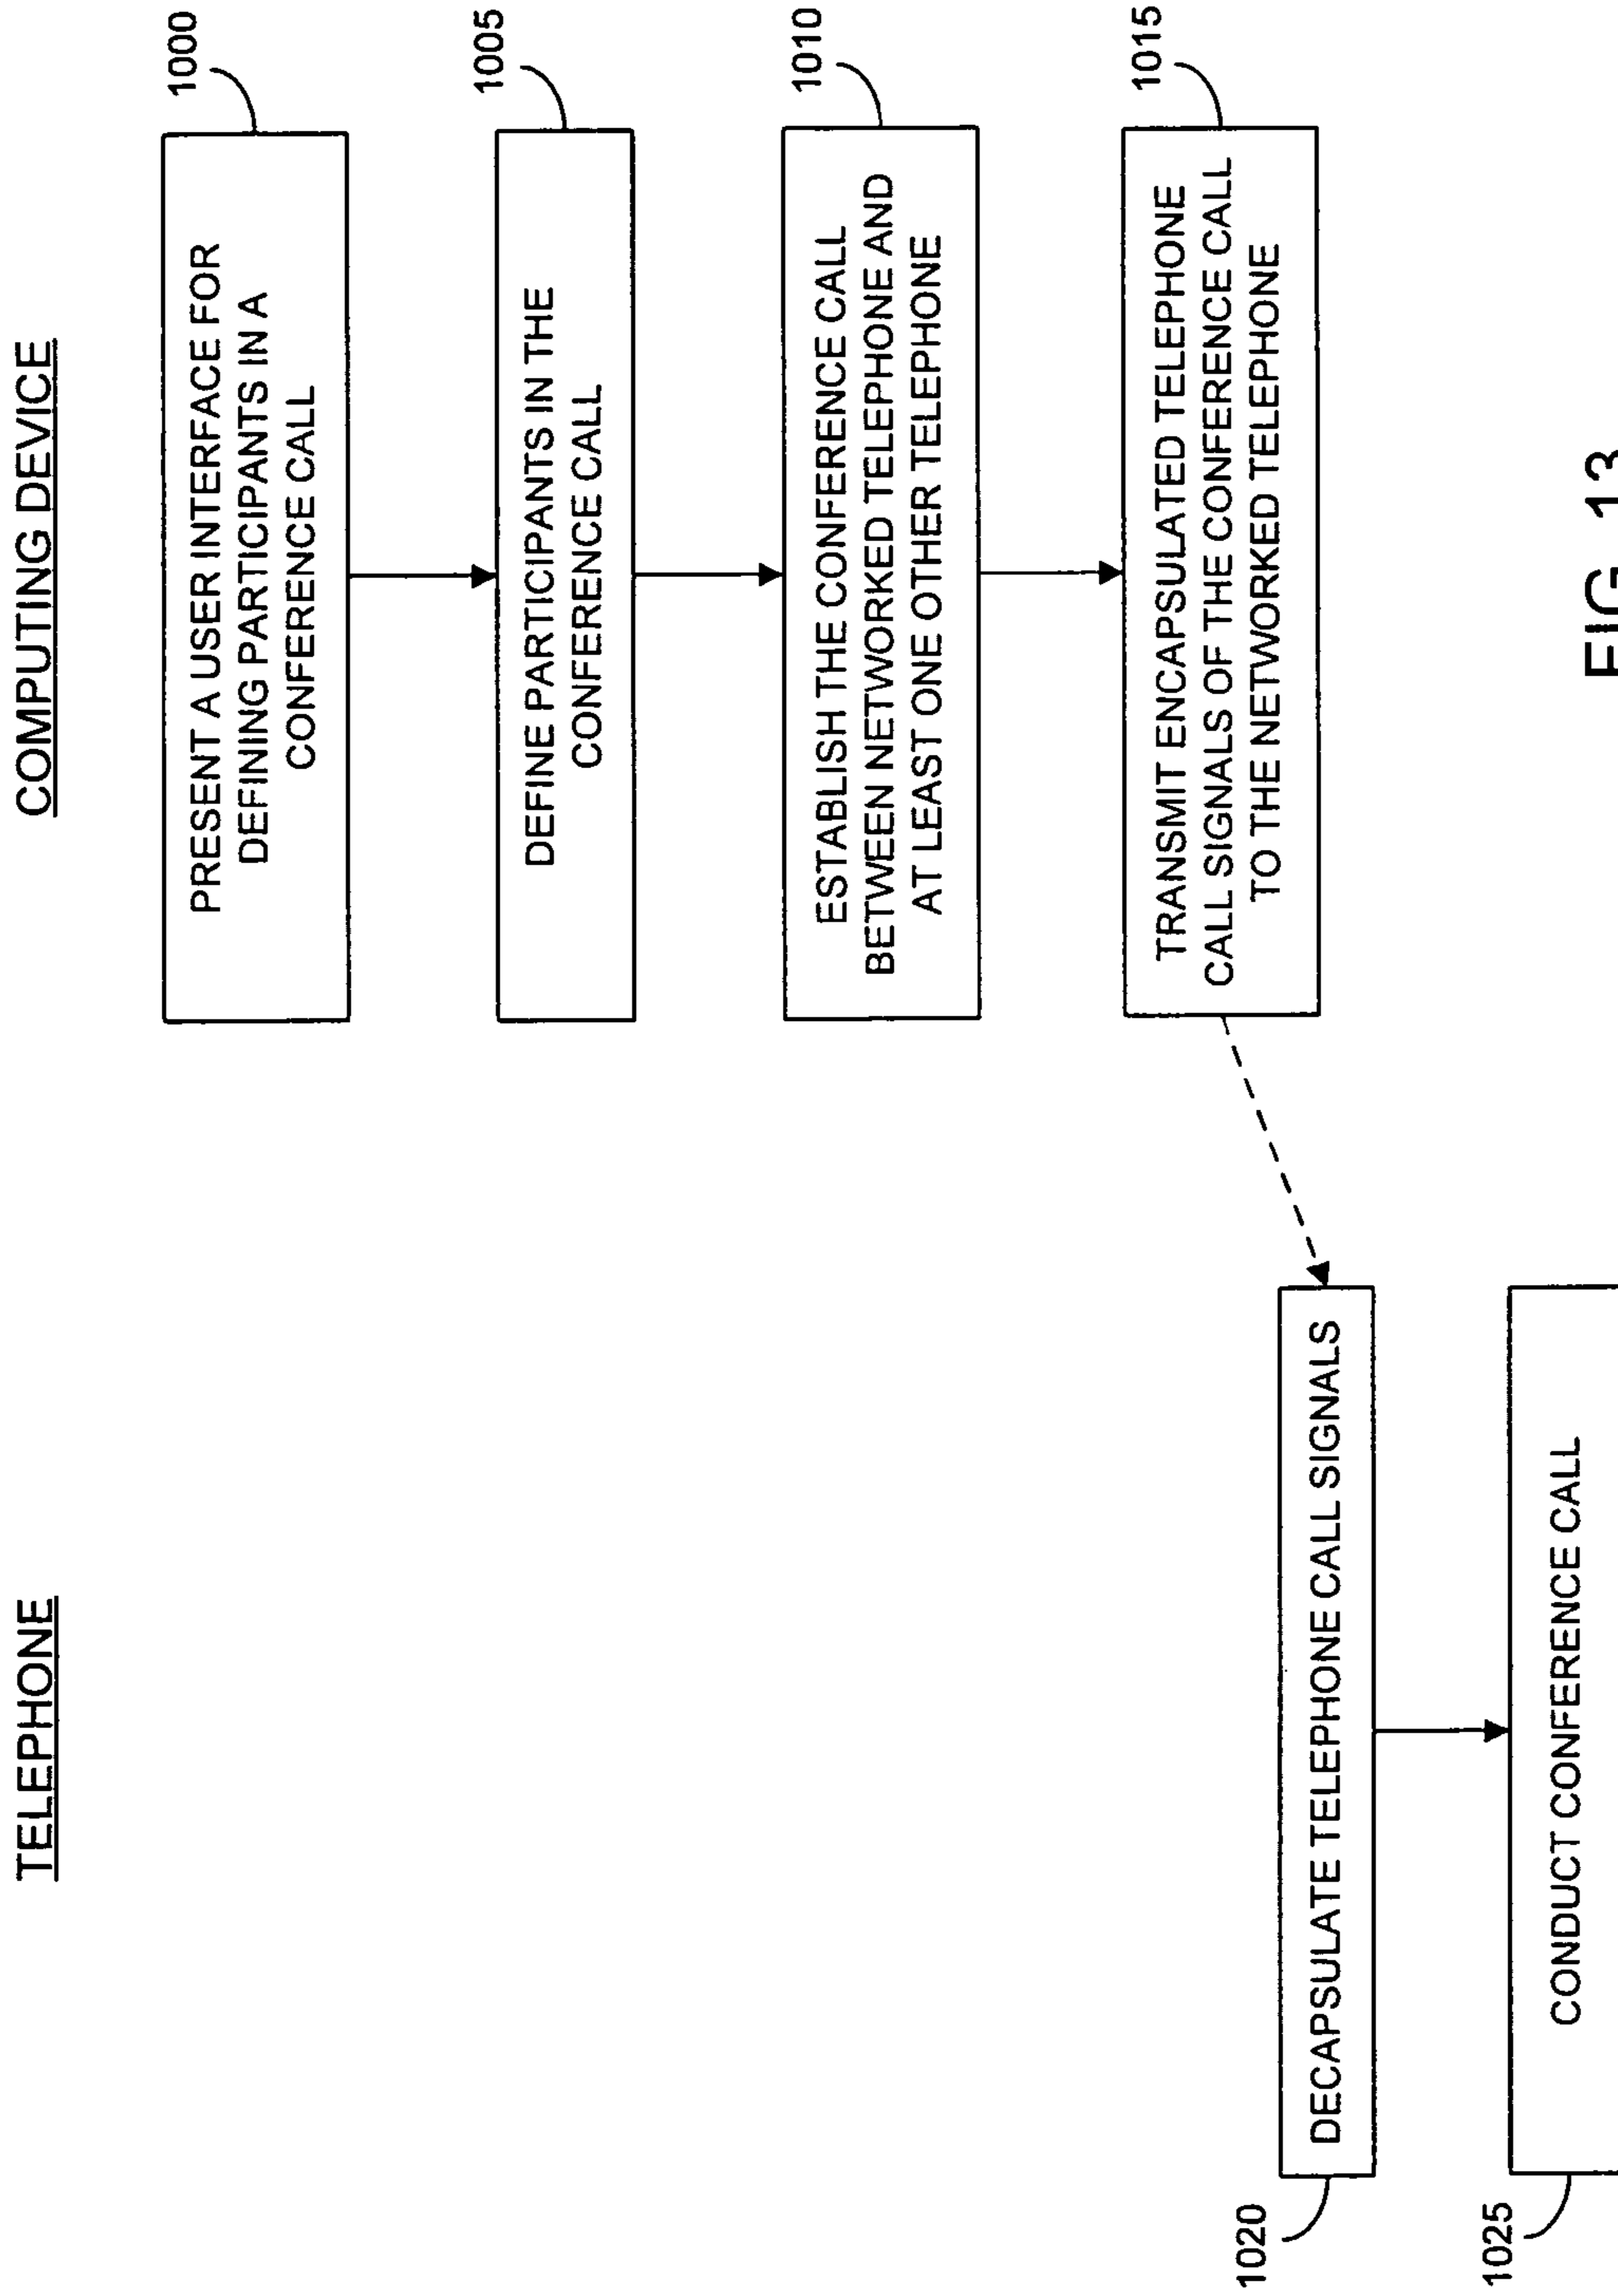 TELEPHONE
COMPUTING DEVICE
1000
PRESENT A USER INTERFACE FOR
DEFINING PARTICIPANTS IN A
CONFERENCE CALL
1005
DEFINE PARTICIPANTS IN THE
CONFERENCE CALL
1010
ESTABLISH THE CONFERENCE CALL
BETWEEN NETWORKED TELEPHONE AND
AT LEAST ONE OTHER TELEPHONE
1015
TRANSMIT ENCAPSULATED TELEPHONE
CALL SIGNALS OF THE CONFERENCE CALL
TO THE NETWORKED TELEPHONE
1020
DECAPSULATE TELEPHONE CALL SIGNALS
1025
CONDUCT CONFERENCE CALL
FIG. 13